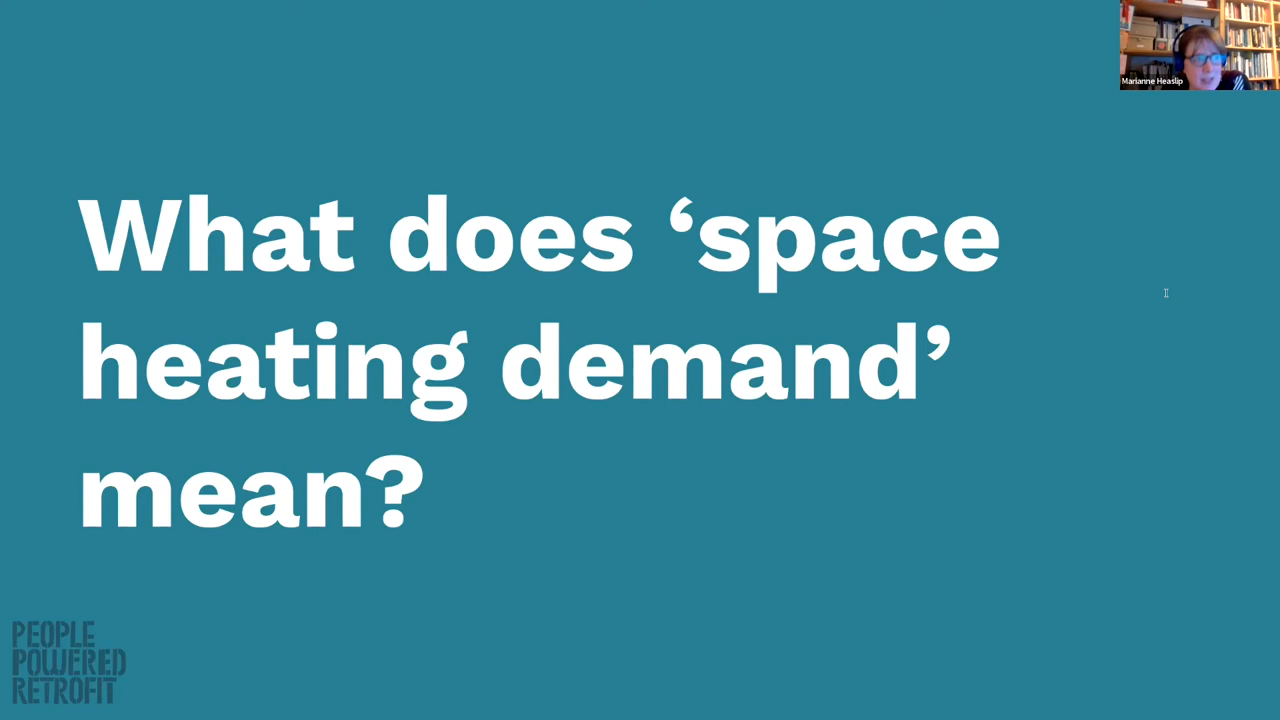 Marianne Heaslip
What does ‘space
heating demand’
mean?
PEOPLE
POWERED
RETROFIT